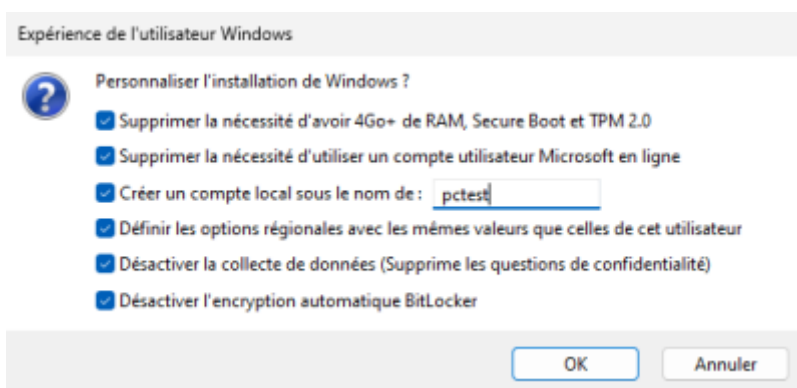 Expérience de l'utilisateur Windows
Personnaliser l'installation de Windows ?
Supprimer la nécessité d'avoir 4Go+ de RAM, Secure Boot et TPM 2.0
Supprimer la nécessité d'utiliser un compte utilisateur Microsoft en ligne
Créer un compte local sous le nom de : pctest
Définir les options régionales avec les mêmes valeurs que celles de cet utilisateur
Désactiver la collecte de données (Supprime les questions de confidentialité)
Désactiver l'encryption automatique BitLocker
OK Annuler